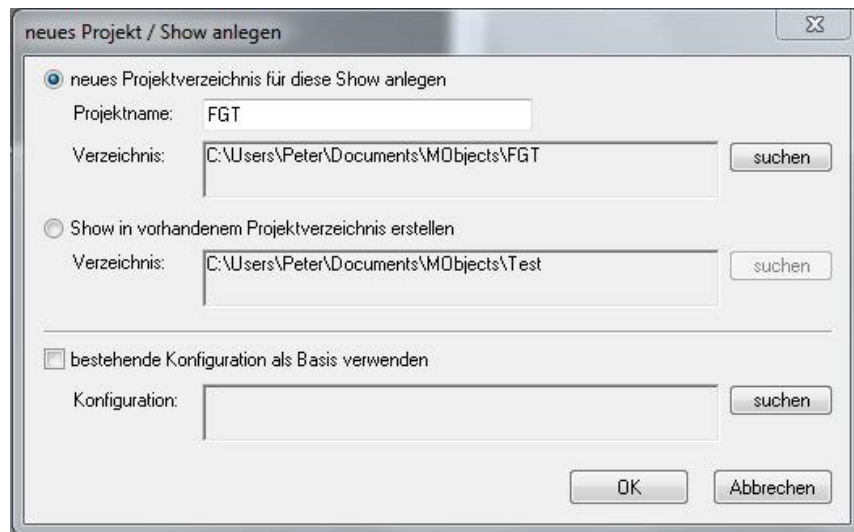 neues Projekt / Show anlegen
neues Projektverzeichnis für diese Show anlegen
Projektname: FGT
Verzeichnis: C:\Users\Peter\Documents\MObjects\FGT suchen
Show in vorhandenem Projektverzeichnis erstellen
Verzeichnis: C:\Users\Peter\Documents\MObjects\Test suchen
bestehende Konfiguration als Basis verwenden
Konfiguration: suchen
OK Abbrechen